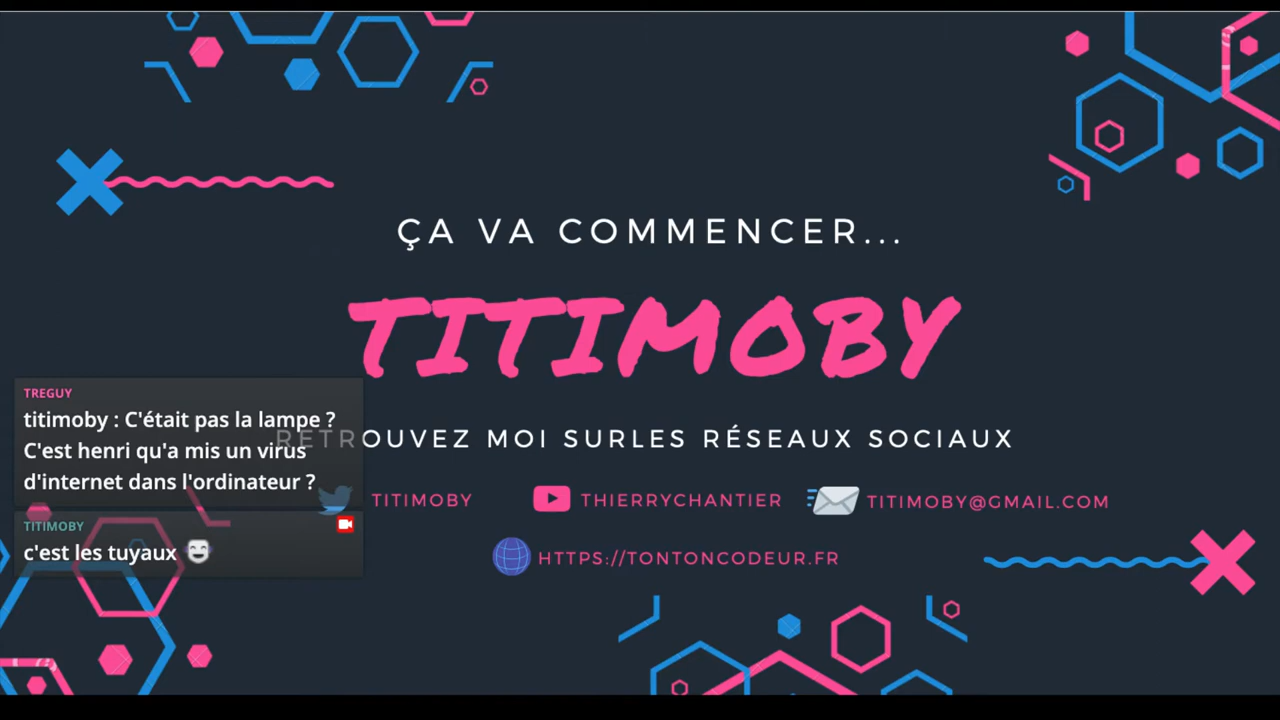 ÇA VA COMMENCER...
TITIMOBY
TREGUY
titimoby : C'était pas la lampe ?
C'est henri qu'a mis un virus
d'internet dans l'ordinateur ?
RETROUVEZ MOI SURLES RÉSEAUX SOCIAUX
TITIMOBY
THIERRYCHANTIER
TITIMOBY@GMAIL.COM
TITIMOBY
c'est les tuyaux
HTTPS://TONTONCODEUR.FR